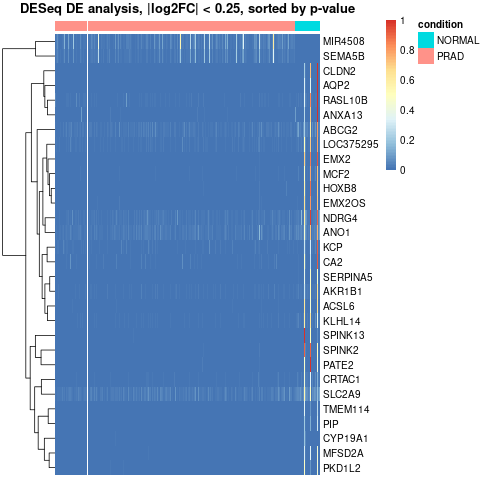 DESeq DE analysis, |log2FC| < 0.25, sorted by p-value
MIR4508
SEMA5B
CLDN2
AQP2
RASL10B
ANXA13
ABCG2
LOC375295
EMX2
MCF2
HOXB8
EMX2OS
NDRG4
ANO1
KCP
CA2
SERPINA5
AKR1B1
ACSL6
KLHL14
SPINK13
SPINK2
PATE2
CRTAC1
SLC2A9
TMEM114
PIP
CYP19A1
MFSD2A
PKD1L2
1
0.8
0.6
0.4
0.2
0
condition
NORMAL
PRAD